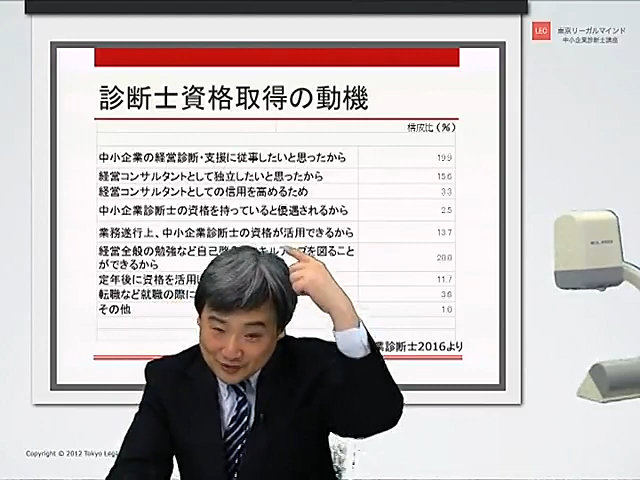 LEC 東京リーガルマインド
中小企業診断士講座
診断士資格取得の動機
構成比(%)
中小企業の経営診断・支援に従事したいと思ったから 19.9
経営コンサルタントとして独立したいと思ったから 15.6
経営コンサルタントとしての信用を高めるため 3.3
中小企業診断士の資格を持っていると優遇されるから 2.5
業務遂行上、中小企業診断士の資格が活用できるから 13.7
経営全般の勉強など自己啓
を図ること
ができるから
定年後に資格を活用し 11.7
転職など就職の際に 3.6
その他 1.0
業診断士2016より
Copyright © 2012 Tokyo Lega